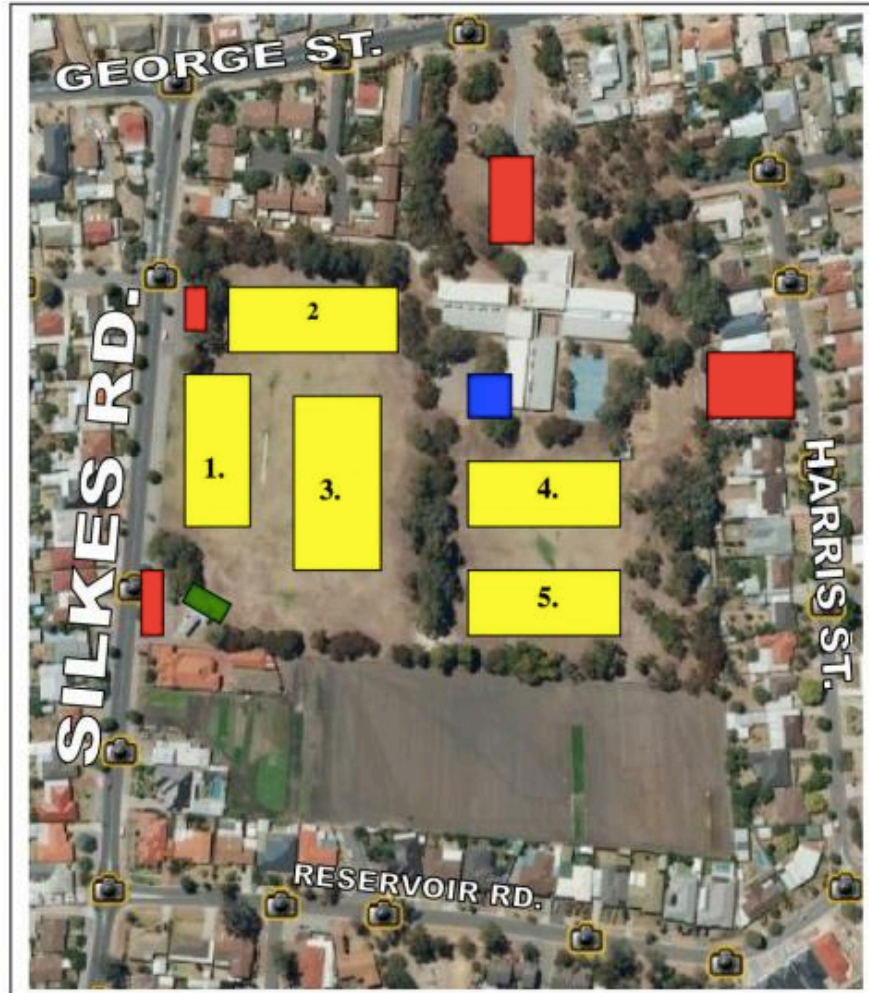 GEORGE ST.
SILKES RD.
2
1.
3.
4.
5.
HARRIS ST.
RESERVOIR RD.